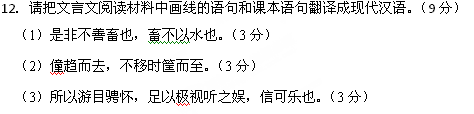 12. 请把文言文阅读材料中画线的语句和课本语句翻译成现代汉语。（9 分）
（1）是非不善畜也，畜不以水也。（3 分）
（2）僮趋而去，不移时筐而至。（3 分）
（3）所以游目骋怀，足以极视听之娱，信可乐也。（3 分）